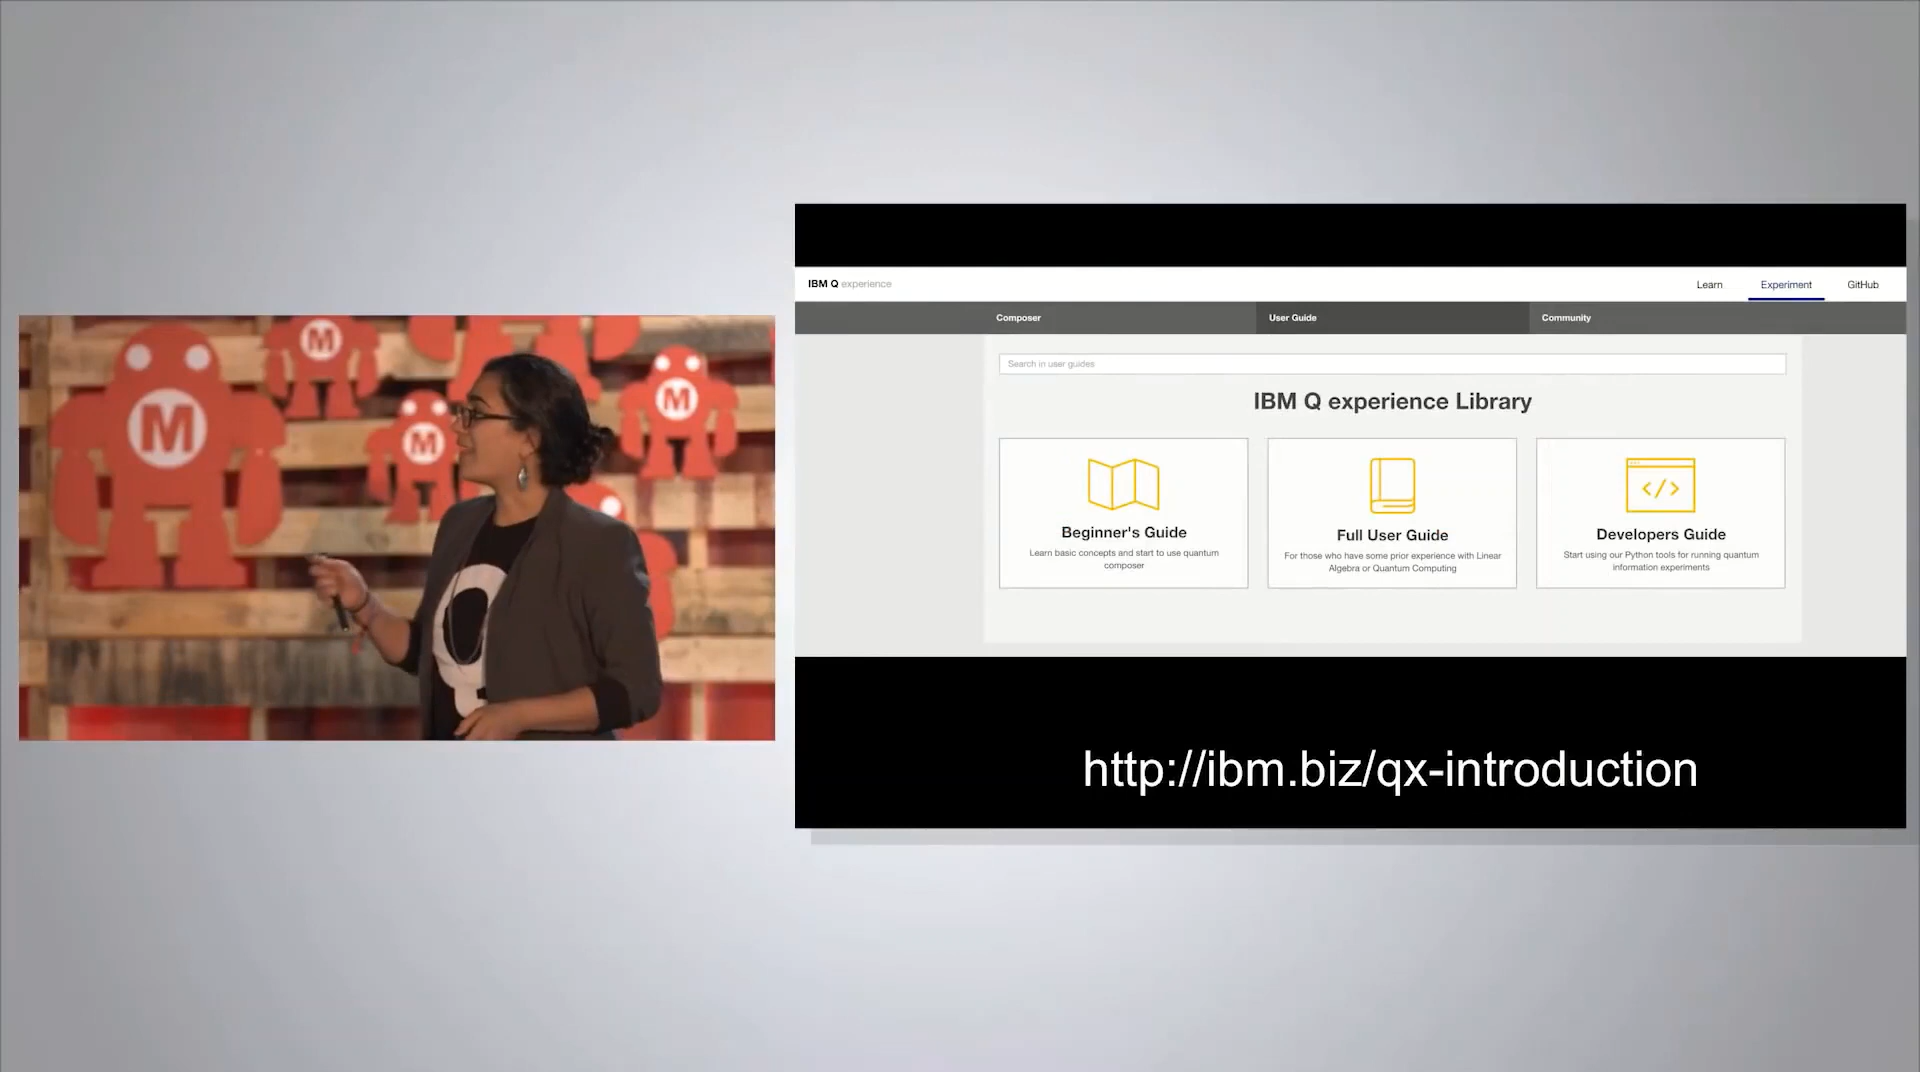 M
M
M
M
IBM Q experience
Learn
Experiment
GitHub
Composer
User Guide
Community
Search in user guides
IBM Q experience Library
Beginner's Guide
Learn basic concepts and start to use quantum
composer
Full User Guide
For those who have some prior experience with Linear
Algebra or Quantum Computing
Developers Guide
</>
Start using our Python tools for running quantum
information experiments
http://ibm.biz/qx-introduction